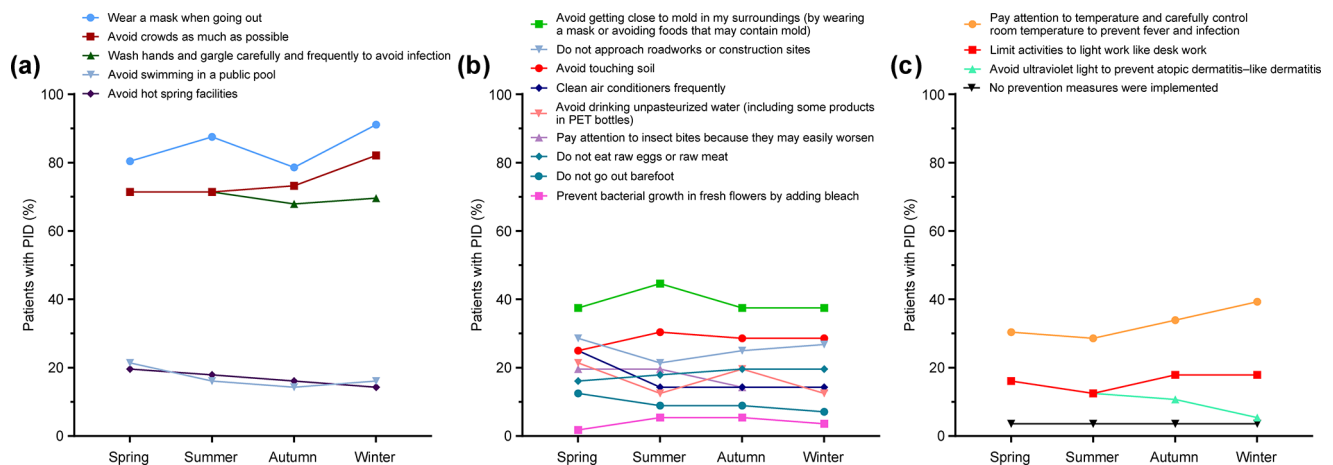 (a)
Wear a mask when going out
Avoid crowds as much as possible
Wash hands and gargle carefully and frequently to avoid infection
Avoid swimming in a public pool
Avoid hot spring facilities
Patients with PID (%)
100
80
60
40
20
0
Spring Summer Autumn Winter
(b)
Avoid getting close to mold in my surroundings (by wearing
a mask or avoiding foods that may contain mold)
Do not approach roadworks or construction sites
Avoid touching soil
Clean air conditioners frequently
Avoid drinking unpasteurized water (including some products
in PET bottles)
Pay attention to insect bites because they may easily worsen
Do not eat raw eggs or raw meat
Do not go out barefoot
Prevent bacterial growth in fresh flowers by adding bleach
Patients with PID (%)
100
80
60
40
20
0
Spring Summer Autumn Winter
(c)
Pay attention to temperature and carefully control
room temperature to prevent fever and infection
Limit activities to light work like desk work
Avoid ultraviolet light to prevent atopic dermatitis–like dermatitis
No prevention measures were implemented
Patients with PID (%)
100
80
60
40
20
0
Spring Summer Autumn Winter